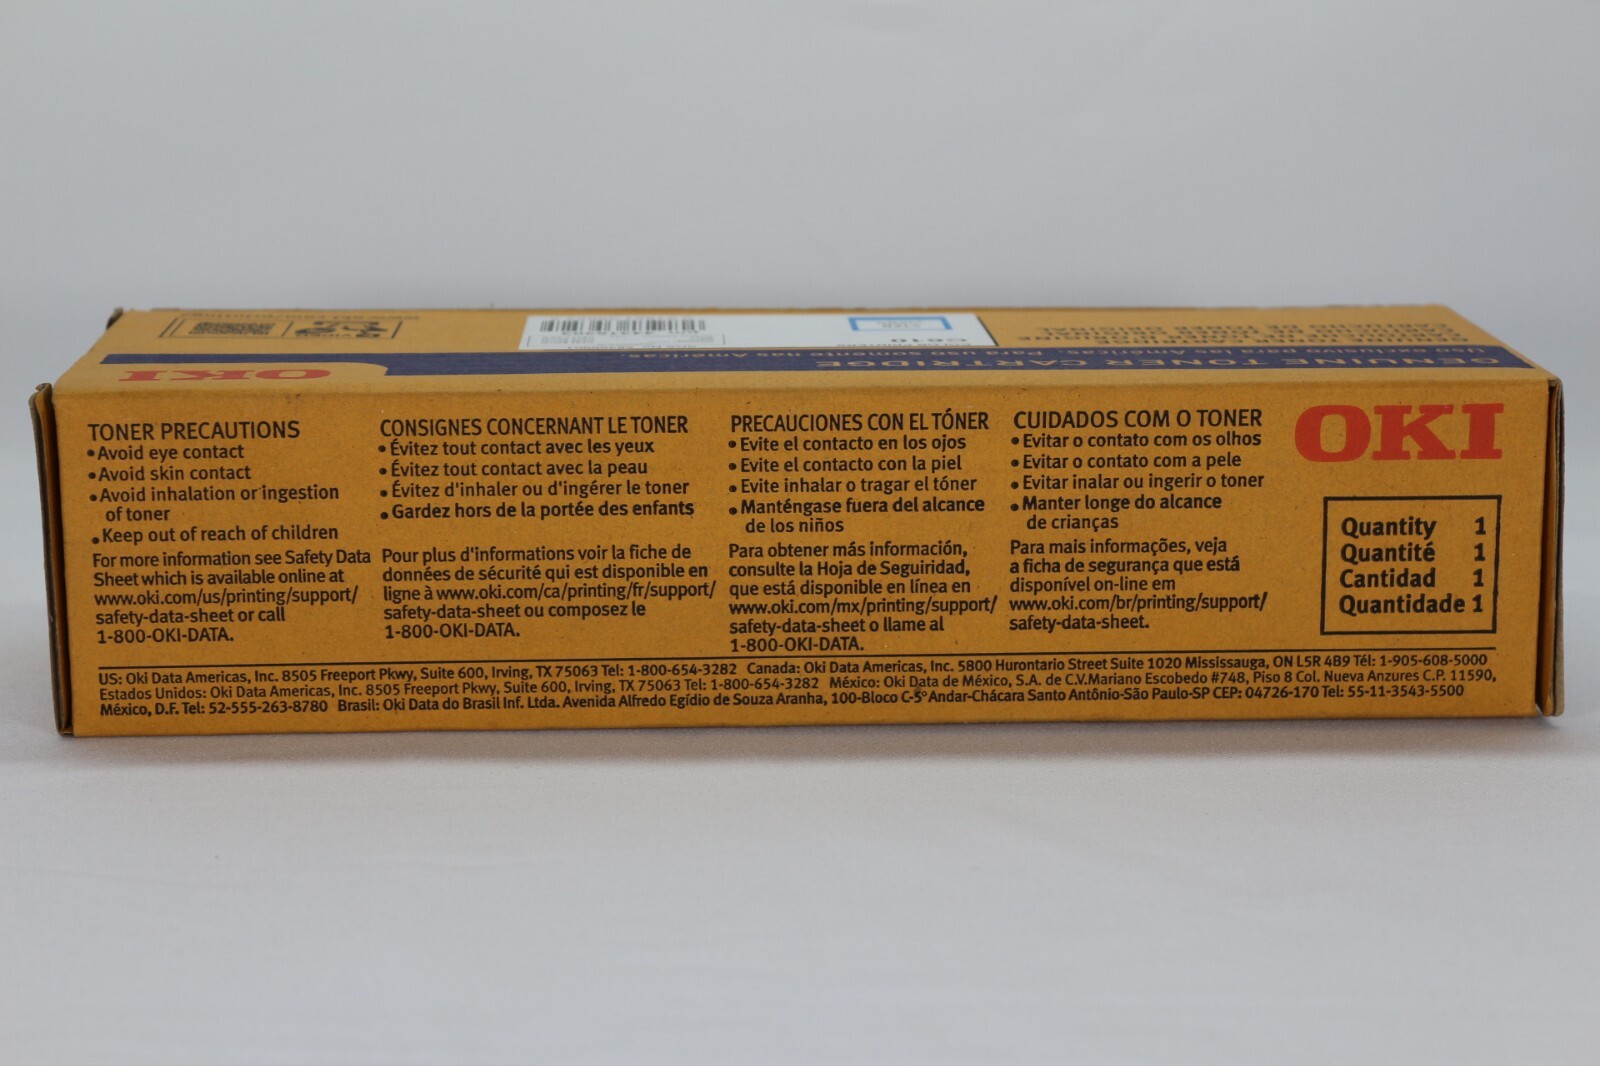 GENUINE TONER CARTRIDGE
Uso exclusivo para las Américas. Para uso somente nas Américas.
C610
OKI
TONER PRECAUTIONS
• Avoid eye contact
• Avoid skin contact
• Avoid inhalation or ingestion
of toner
• Keep out of reach of children
For more information see Safety Data
Sheet which is available online at
www.oki.com/us/printing/support/
safety-data-sheet or call
1-800-OKI-DATA.
CONSIGNES CONCERNANT LE TONER
• Évitez tout contact avec les yeux
• Évitez tout contact avec la peau
• Évitez d'inhaler ou d'ingérer le toner
• Gardez hors de la portée des enfants
Pour plus d'informations voir la fiche de
données de sécurité qui est disponible en
ligne à www.oki.com/ca/printing/fr/support/
safety-data-sheet ou composez le
1-800-OKI-DATA.
PRECAUCIONES CON EL TÓNER
• Evite el contacto en los ojos
• Evite el contacto con la piel
• Evite inhalar o tragar el tóner
• Manténgase fuera del alcance
de los niños
Para obtener más información,
consulte la Hoja de Seguiridad,
que está disponible en línea en
www.oki.com/mx/printing/support/
safety-data-sheet o llame al
1-800-OKI-DATA.
CUIDADOS COM O TONER
• Evitar o contato com os olhos
• Evitar o contato com a pele
• Evitar inalar ou ingerir o toner
• Manter longe do alcance
de crianças
Para mais informações, veja
a ficha de segurança que está
disponível on-line em
www.oki.com/br/printing/support/
safety-data-sheet.
OKI
Quantity 1
Quantité 1
Cantidad 1
Quantidade 1
US: Oki Data Americas, Inc. 8505 Freeport Pkwy, Suite 600, Irving, TX 75063 Tel: 1-800-654-3282 Canada: Oki Data Americas, Inc. 5800 Hurontario Street Suite 1020 Mississauga, ON L5R 4B9 Tél: 1-905-608-5000
Estados Unidos: Oki Data Americas, Inc. 8505 Freeport Pkwy, Suite 600, Irving, TX 75063 Tel: 1-800-654-3282 México: Oki Data de México, S.A. de C.V.Mariano Escobedo #748, Piso 8 Col. Nueva Anzures C.P. 11590,
México, D.F. Tel: 52-555-263-8780 Brasil: Oki Data do Brasil Inf. Ltda. Avenida Alfredo Egídio de Souza Aranha, 100-Bloco C-5° Andar-Chácara Santo Antônio-São Paulo-SP CEP: 04726-170 Tel: 55-11-3543-5500